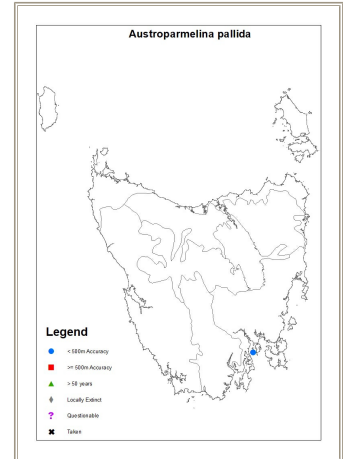 Austroparmelina pallida
Legend
< 500m Accuracy
>= 500m Accuracy
> 50 years
Locally Extinct
? Questionable
Taken